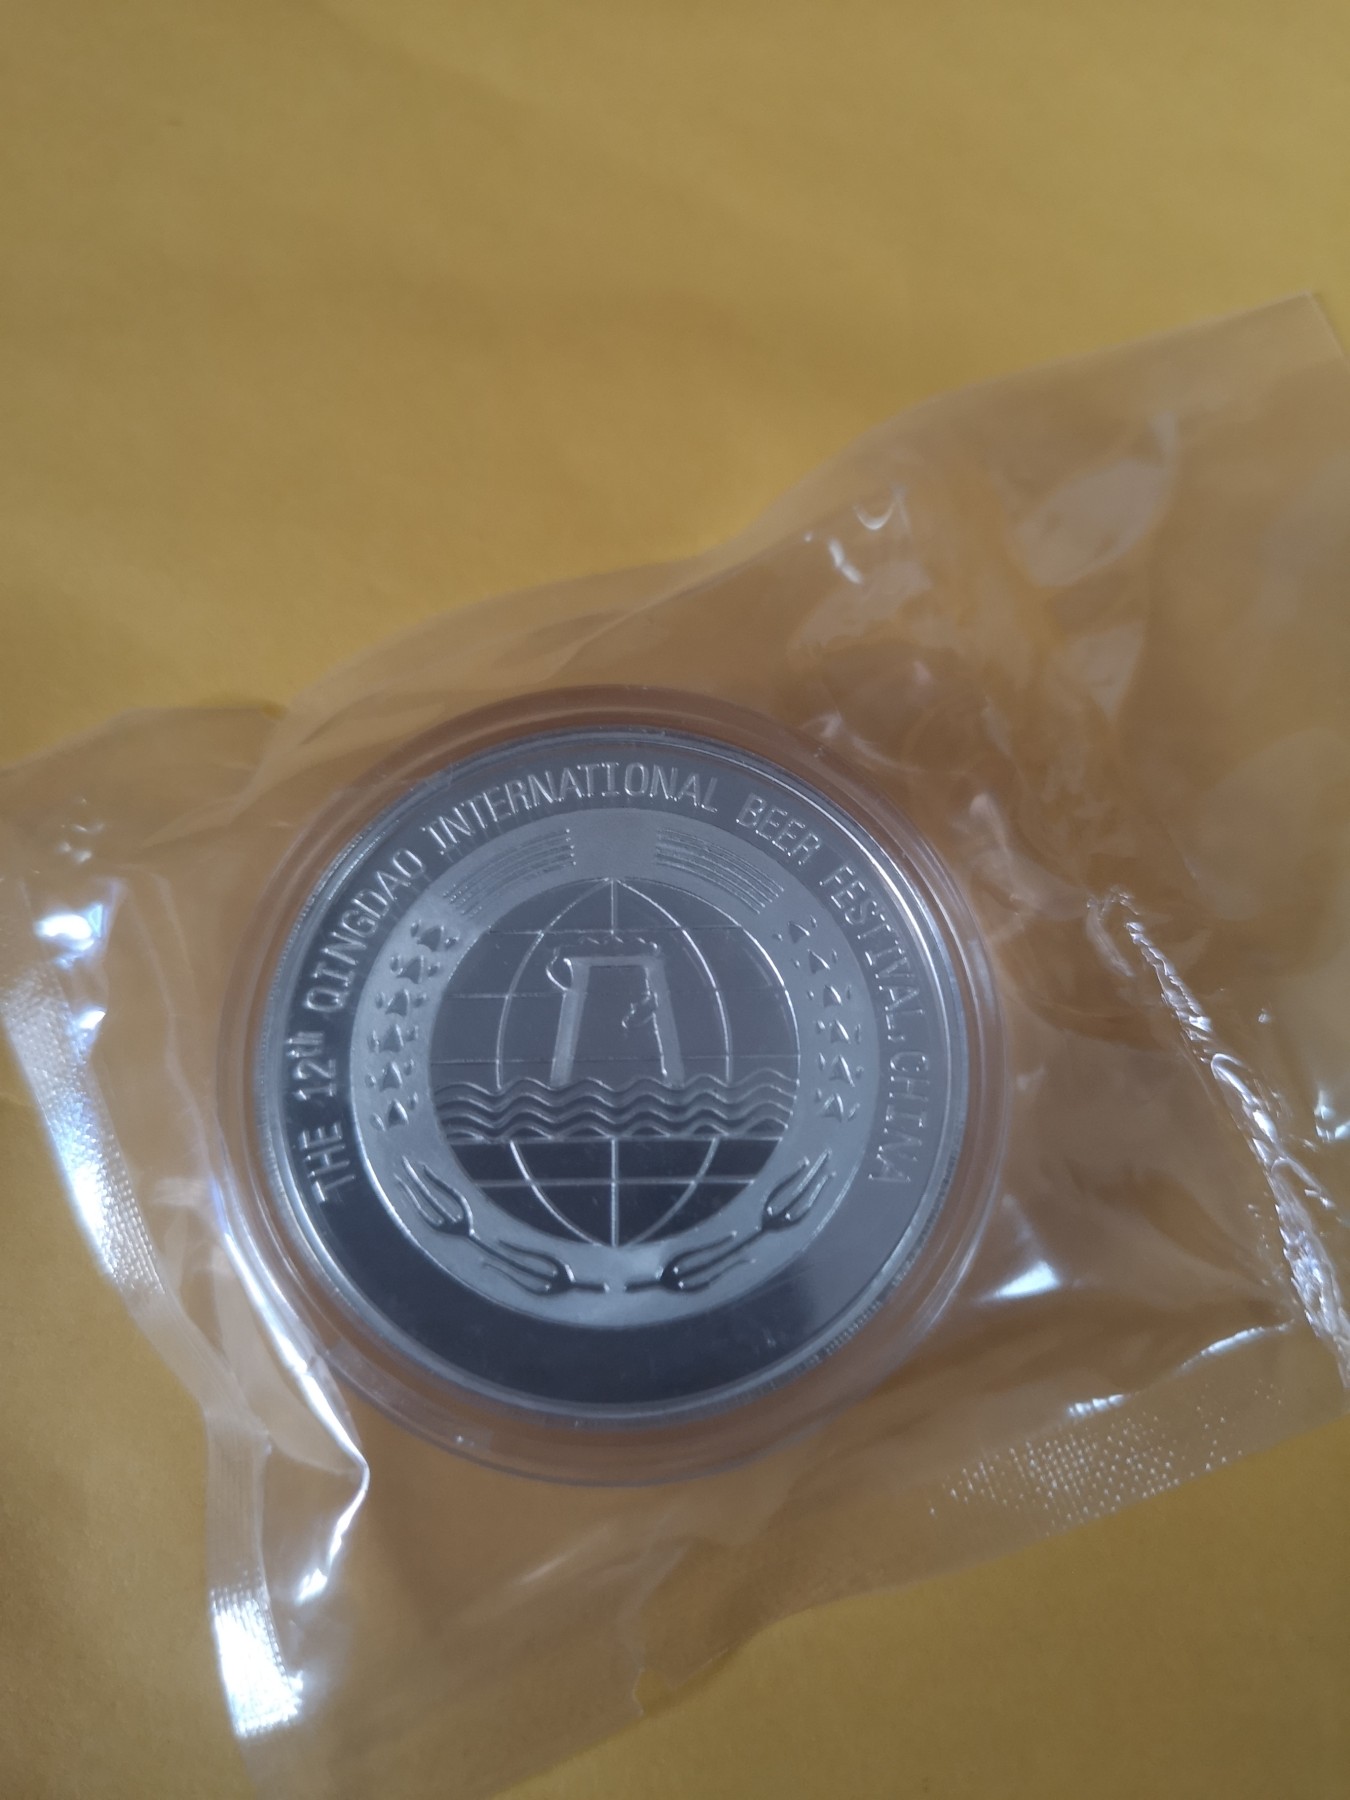 THE 12th QINGDAO INTERNATIONAL BEER FESTIVAL, CHINA